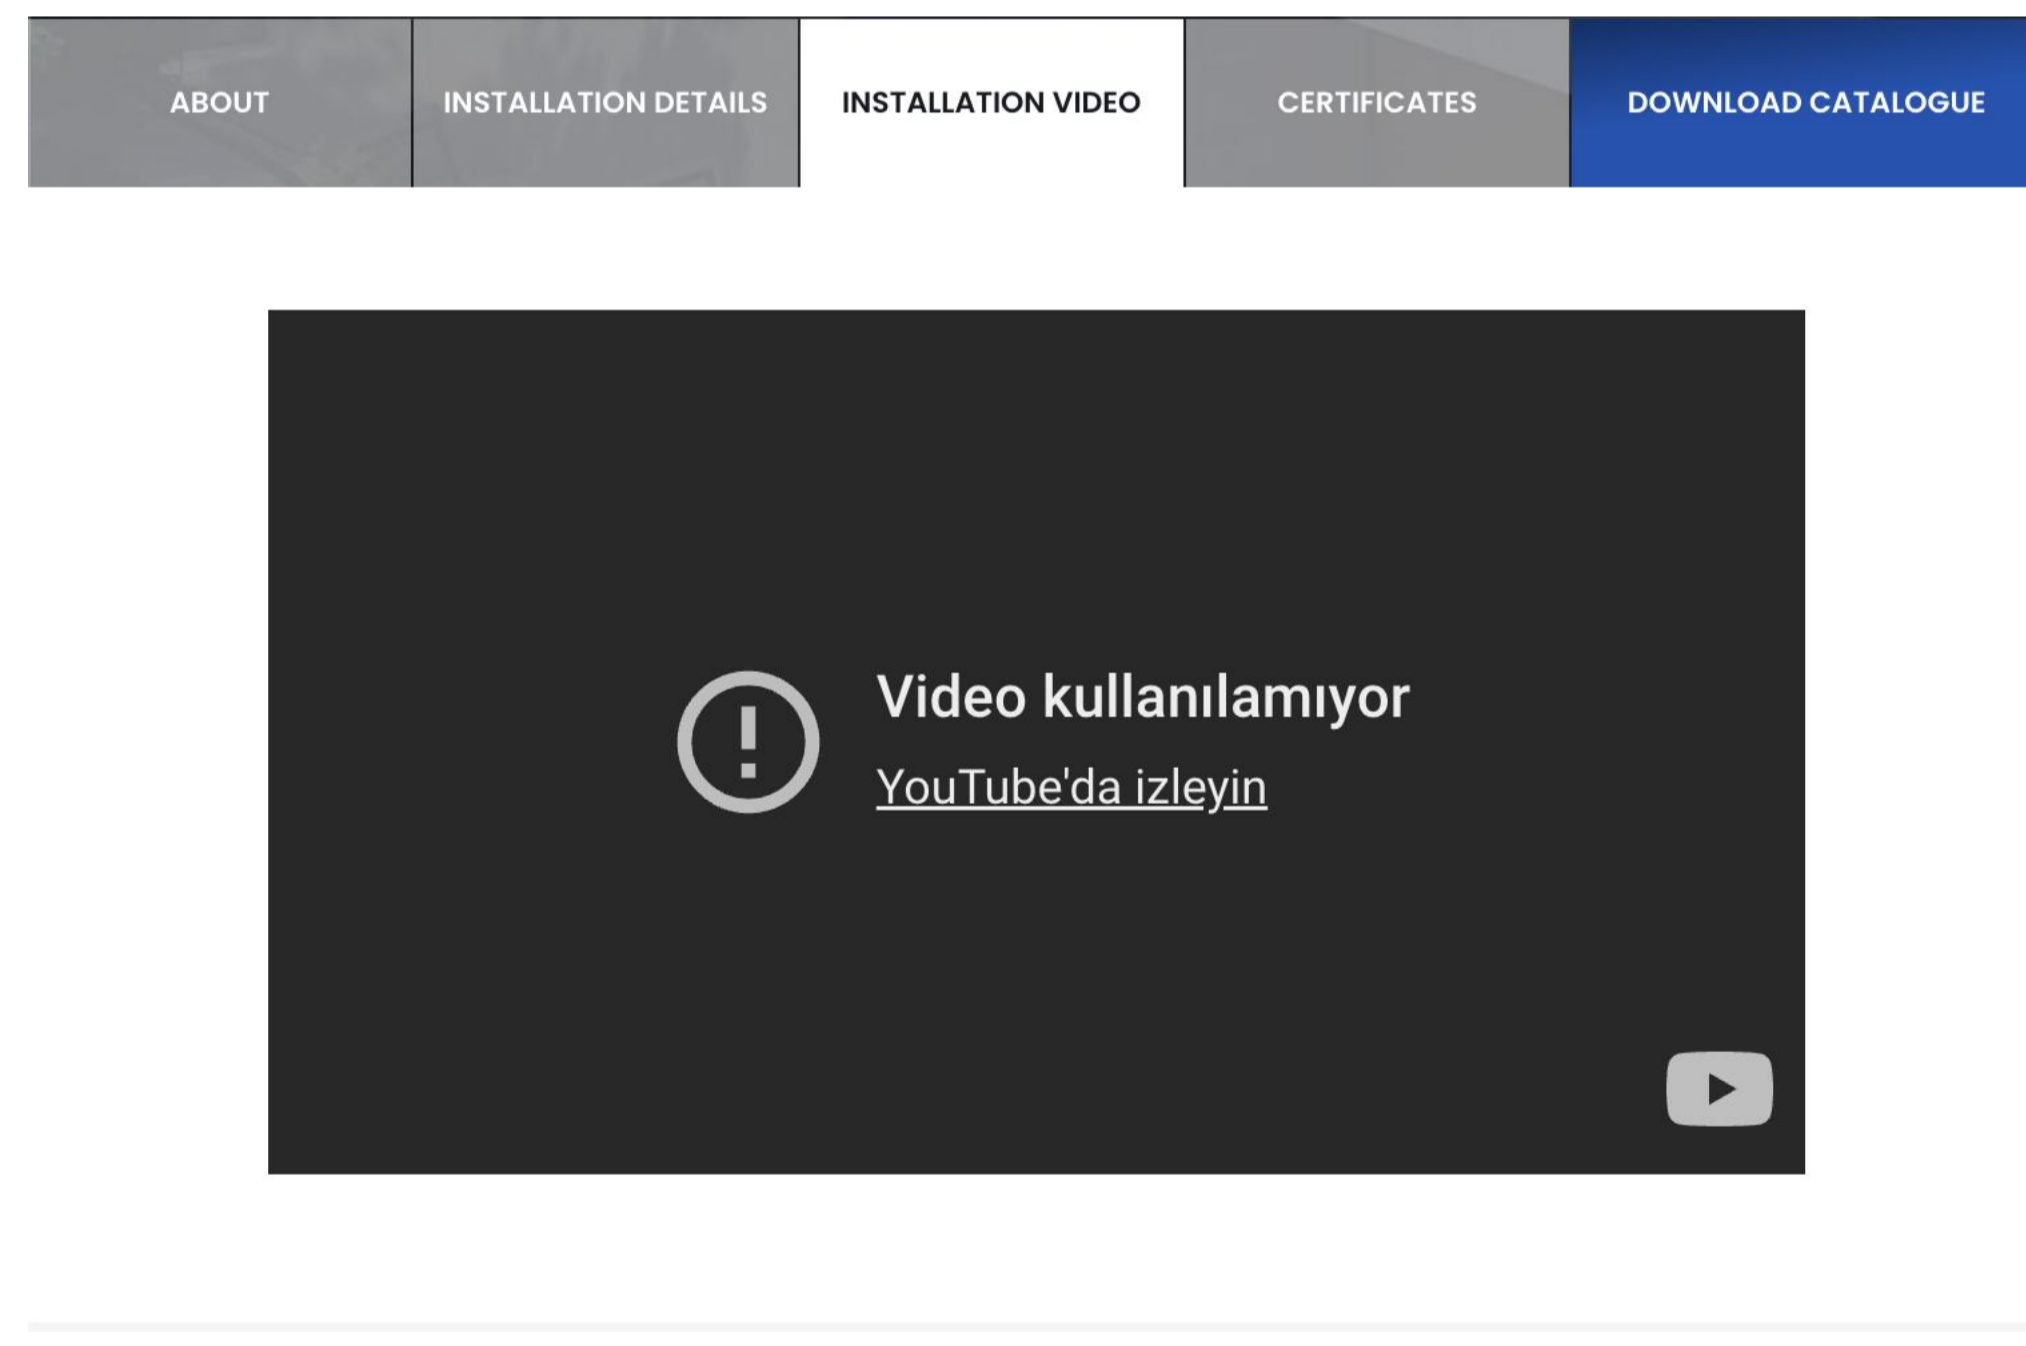 ABOUT
INSTALLATION DETAILS
INSTALLATION VIDEO
CERTIFICATES
DOWNLOAD CATALOGUE
Video kullanılamıyor
YouTube'da izleyin